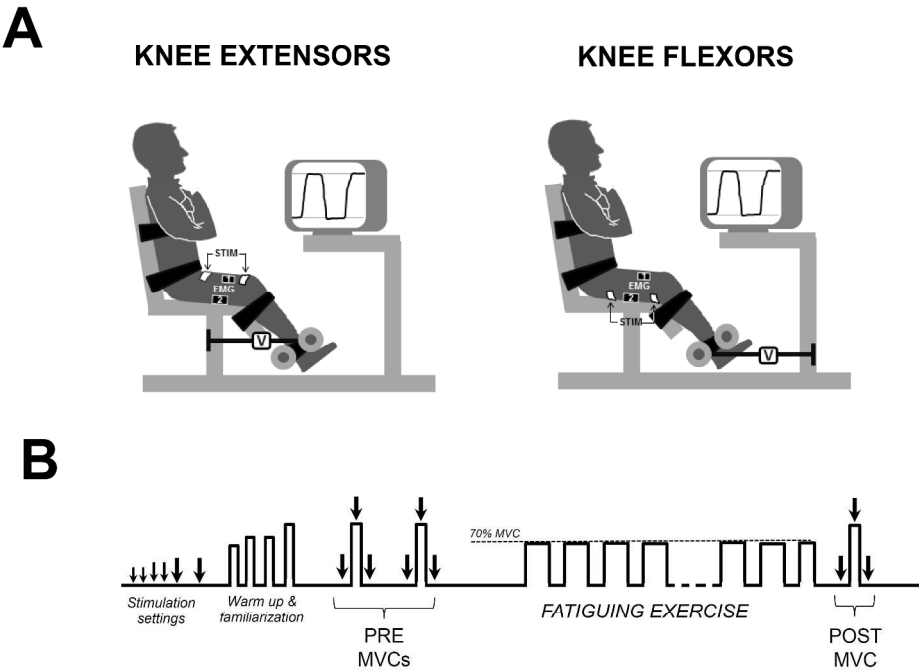 A
KNEE EXTENSORS
KNEE FLEXORS
STIM
1
EMG
2
V
1
EMG
2
STIM
V
B
70% MVC
Stimulation
settings
Warm up &
familiarization
PRE
MVCs
FATIGUING EXERCISE
POST
MVC